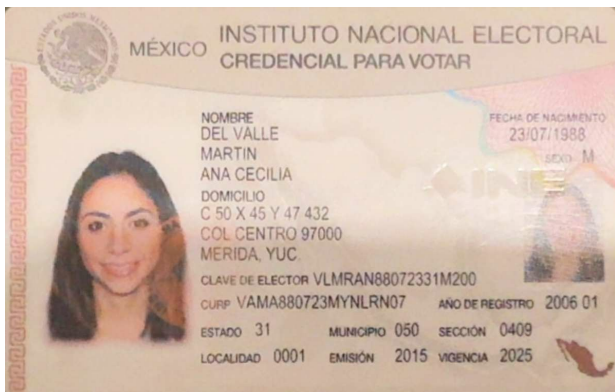 MÉXICO
INSTITUTO NACIONAL ELECTORAL
CREDENCIAL PARA VOTAR
NOMBRE
DEL VALLE
MARTIN
ANA CECILIA
FECHA DE NACIMIENTO
23/07/1988
SEXO M
DOMICILIO
C 50 X 45 Y 47 432
COL CENTRO 97000
MERIDA, YUC.
INE
CLAVE DE ELECTOR VLMRAN88072331M200
CURP VAMA880723MYNLRN07 AÑO DE REGISTRO 2006 01
ESTADO 31 MUNICIPIO 050 SECCIÓN 0409
LOCALIDAD 0001 EMISIÓN 2015 VIGENCIA 2025